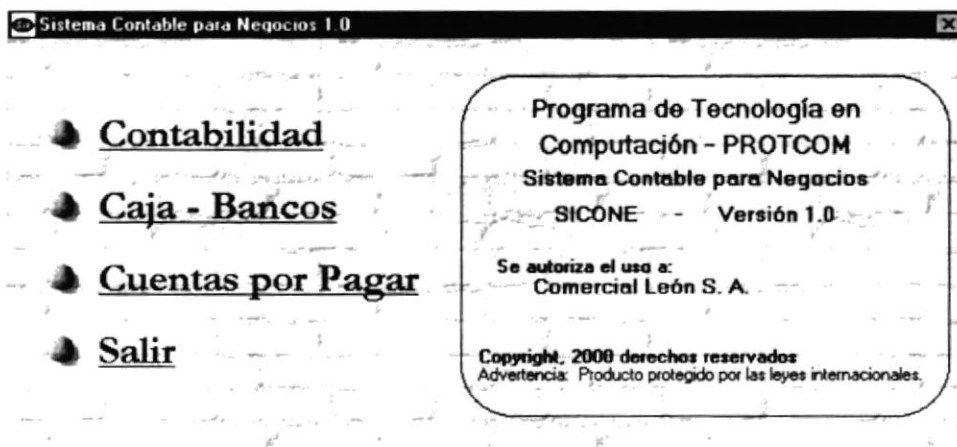 Sistema Contable para Negocios 1.0
Contabilidad
Caja - Bancos
Cuentas por Pagar
Salir
Programa de Tecnología en
Computación - PROTCOM
Sistema Contable para Negocios
SICONE - Versión 1.0
Se autoriza el uso a:
Comercial León S. A.
Copyright, 2000 derechos reservados
Advertencia: Producto protegido por las leyes internacionales.